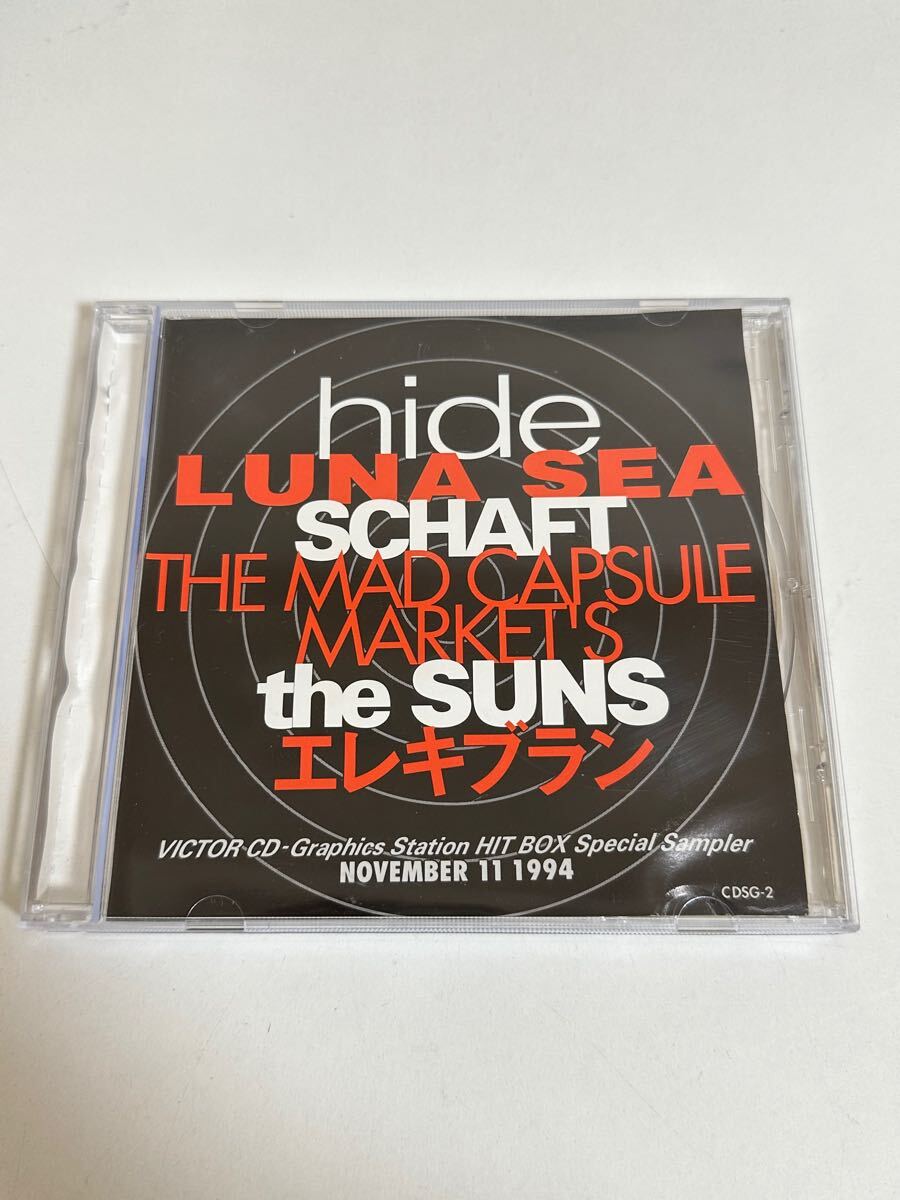 hide
LUNA SEA
SCHAFT
THE MAD CAPSULE
MARKET'S
the SUNS
エレキブラン
VICTOR CD-Graphics Station HIT BOX Special Sampler
NOVEMBER 11 1994
CDSG-2